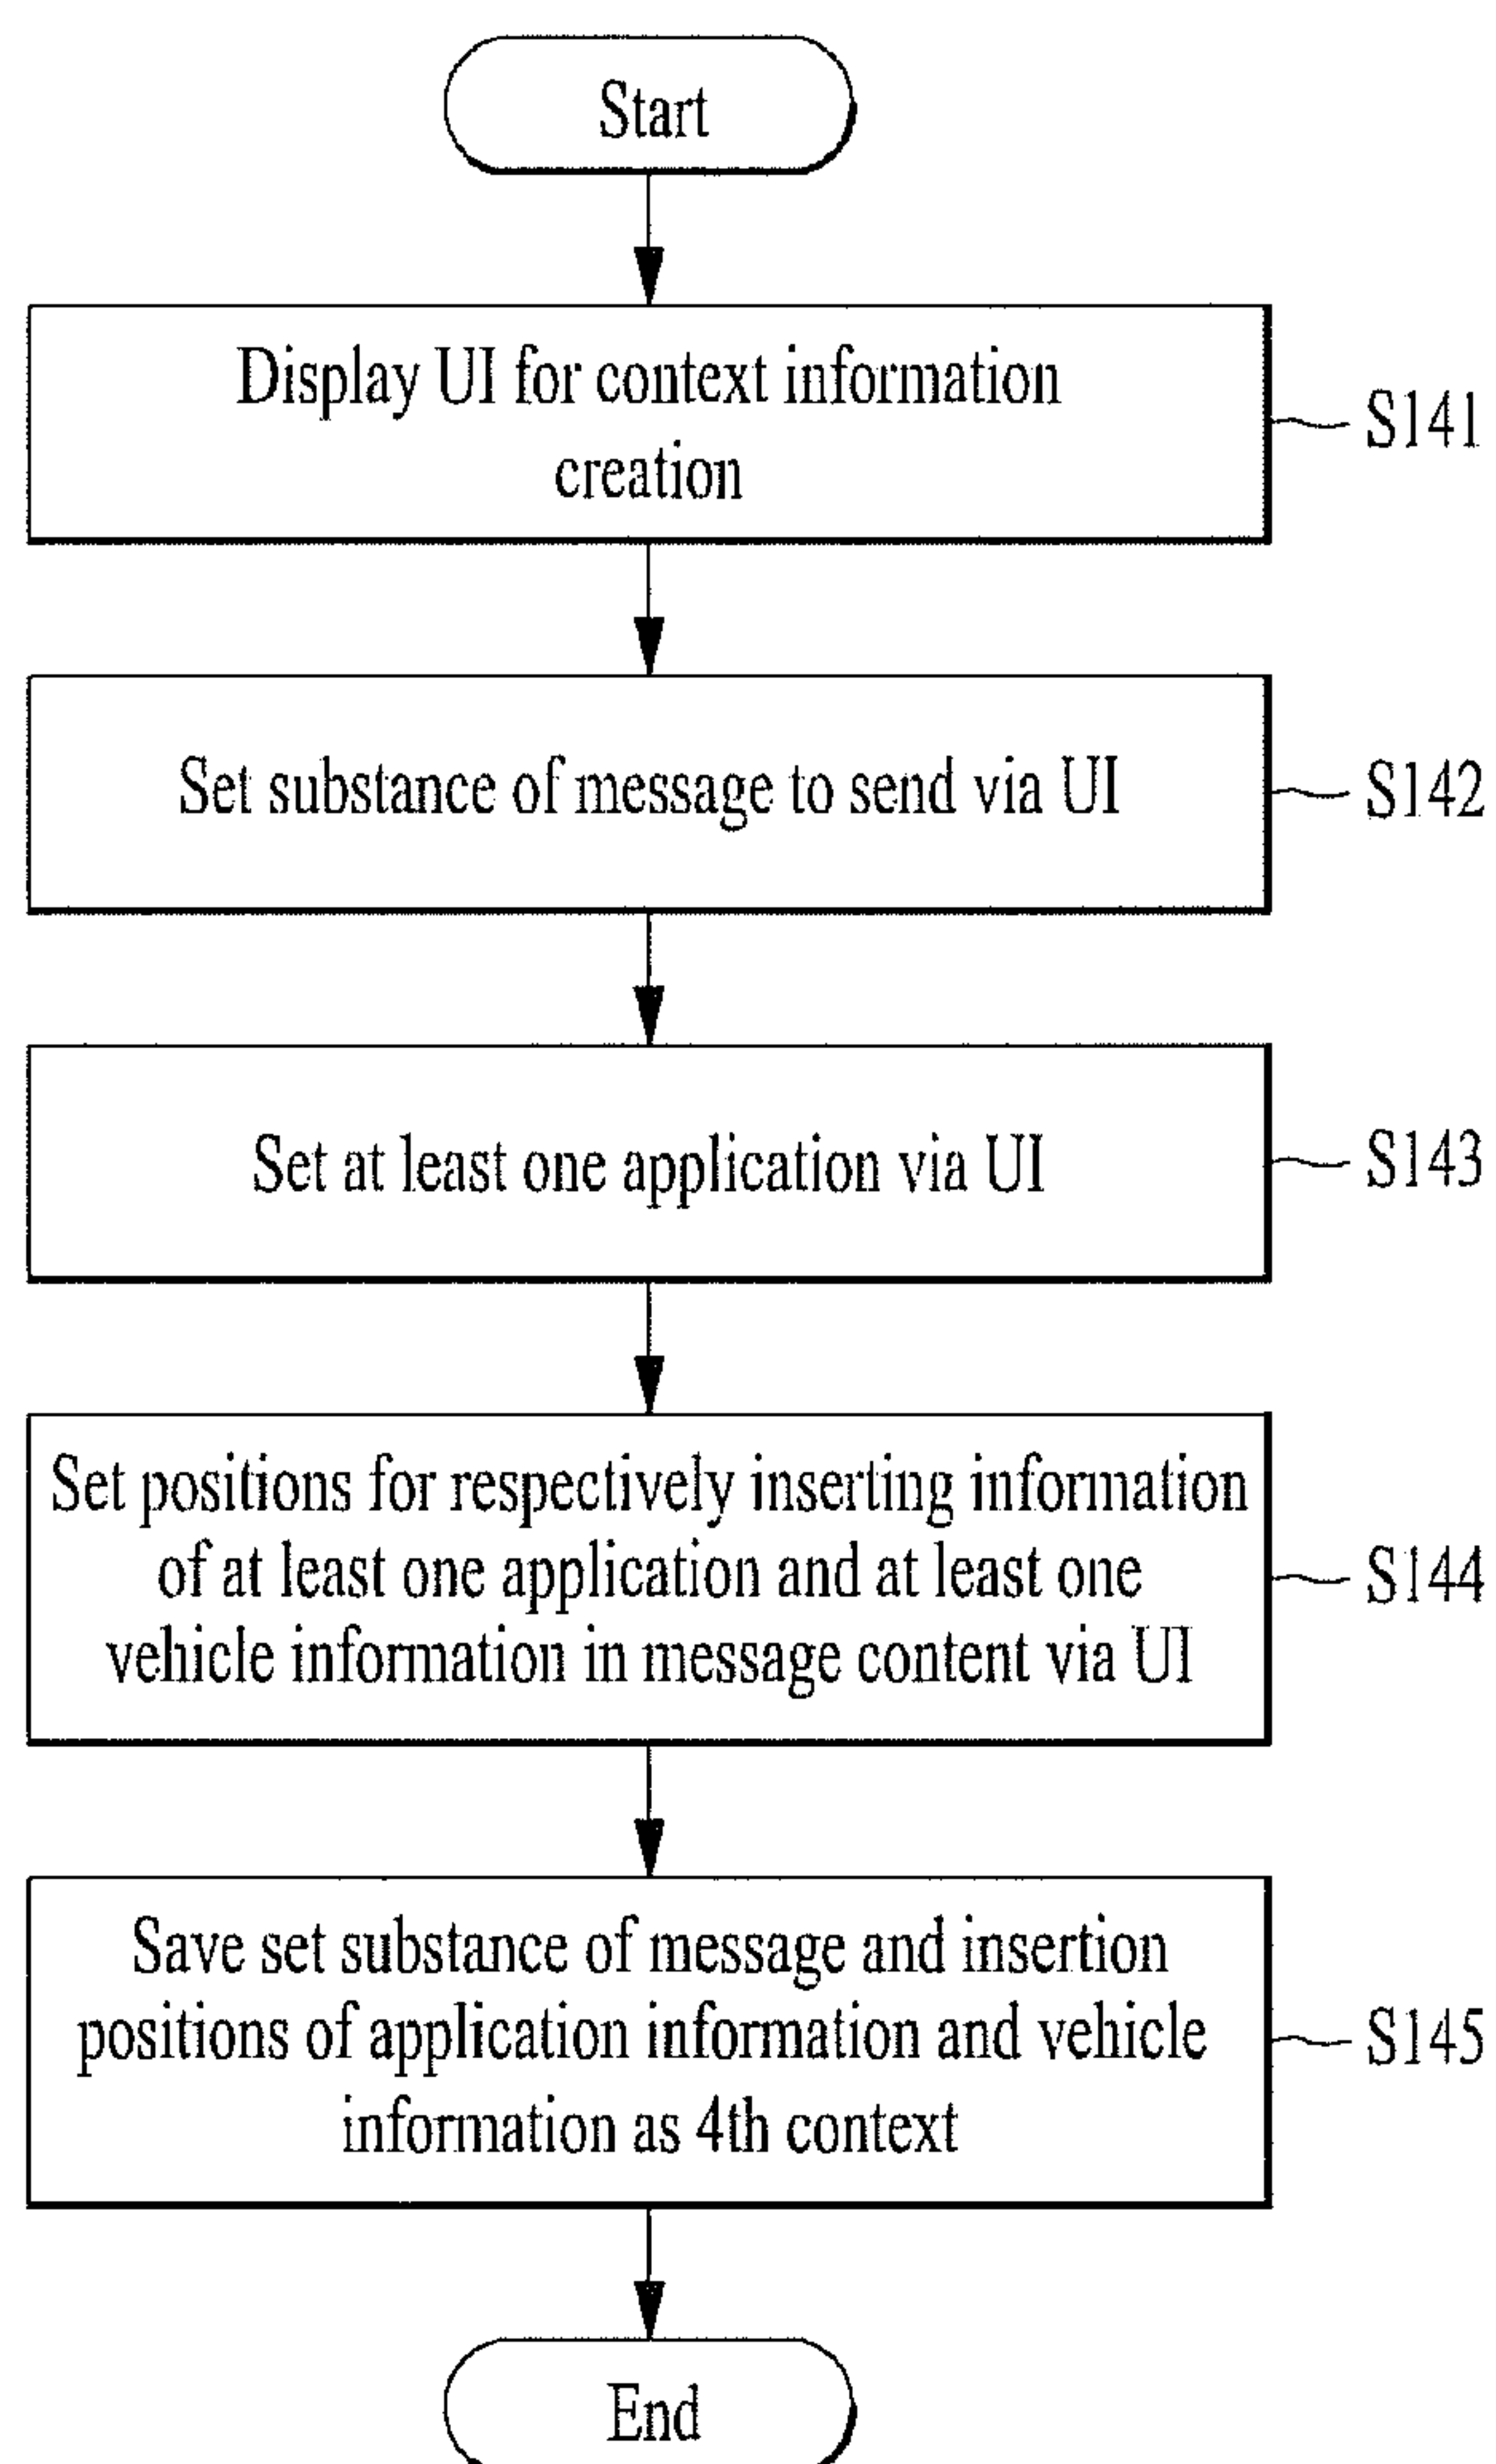 Start
Display UI for context information
creation
S141
Set substance of message to send via UI
S142
Set at least one application via UI
S143
Set positions for respectively inserting information
of at least one application and at least one
vehicle information in message content via UI
S144
Save set substance of message and insertion
positions of application information and vehicle
information as 4th context
S145
End